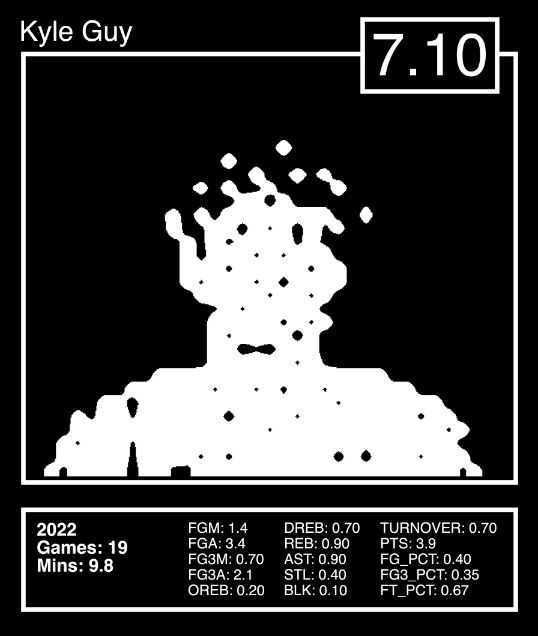 Kyle Guy
7.10
2022
Games: 19
Mins: 9.8
FGM: 1.4
FGA: 3.4
FG3M: 0.70
FG3A: 2.1
OREB: 0.20
DREB: 0.70
REB: 0.90
AST: 0.90
STL: 0.40
BLK: 0.10
TURNOVER: 0.70
PTS: 3.9
FG_PCT: 0.40
FG3_PCT: 0.35
FT_PCT: 0.67